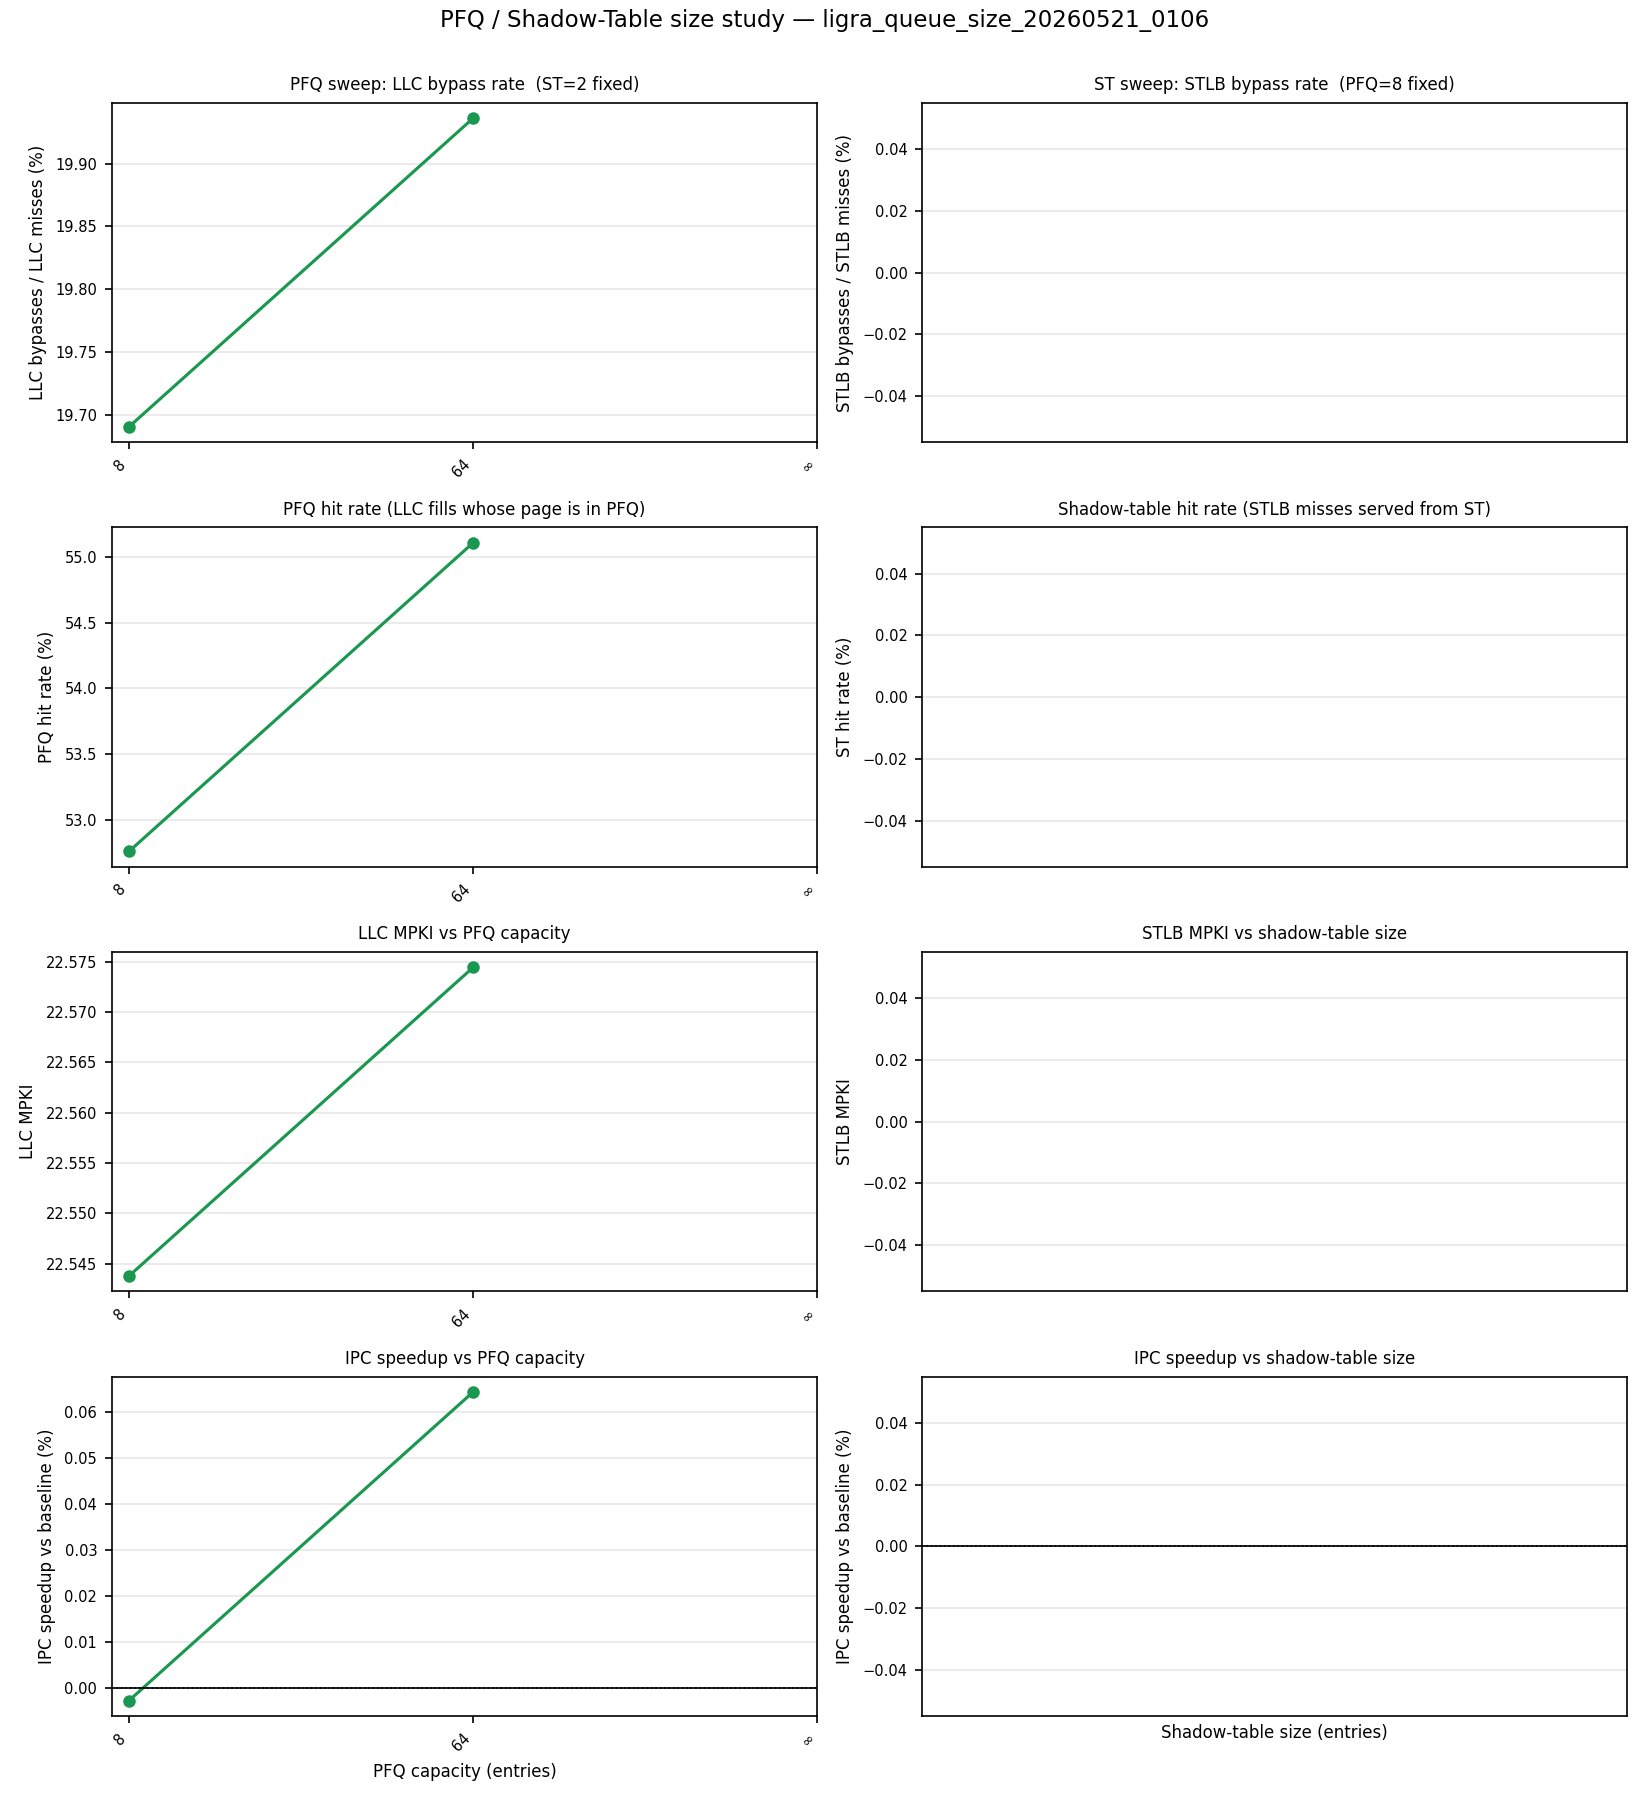 PFQ / Shadow-Table size study — ligra_queue_size_20260521_0106
PFQ sweep: LLC bypass rate  (ST=2 fixed)
LLC bypasses / LLC misses (%)
19.90
19.85
19.80
19.75
19.70
8
64
∞
ST sweep: STLB bypass rate  (PFQ=8 fixed)
STLB bypasses / STLB misses (%)
0.04
0.02
0.00
−0.02
−0.04
PFQ hit rate (LLC fills whose page is in PFQ)
PFQ hit rate (%)
55.0
54.5
54.0
53.5
53.0
8
64
∞
Shadow-table hit rate (STLB misses served from ST)
ST hit rate (%)
0.04
0.02
0.00
−0.02
−0.04
LLC MPKI vs PFQ capacity
LLC MPKI
22.575
22.570
22.565
22.560
22.555
22.550
22.545
8
64
∞
STLB MPKI vs shadow-table size
STLB MPKI
0.04
0.02
0.00
−0.02
−0.04
IPC speedup vs PFQ capacity
IPC speedup vs baseline (%)
0.06
0.05
0.04
0.03
0.02
0.01
0.00
8
64
∞
PFQ capacity (entries)
IPC speedup vs shadow-table size
IPC speedup vs baseline (%)
0.04
0.02
0.00
−0.02
−0.04
Shadow-table size (entries)